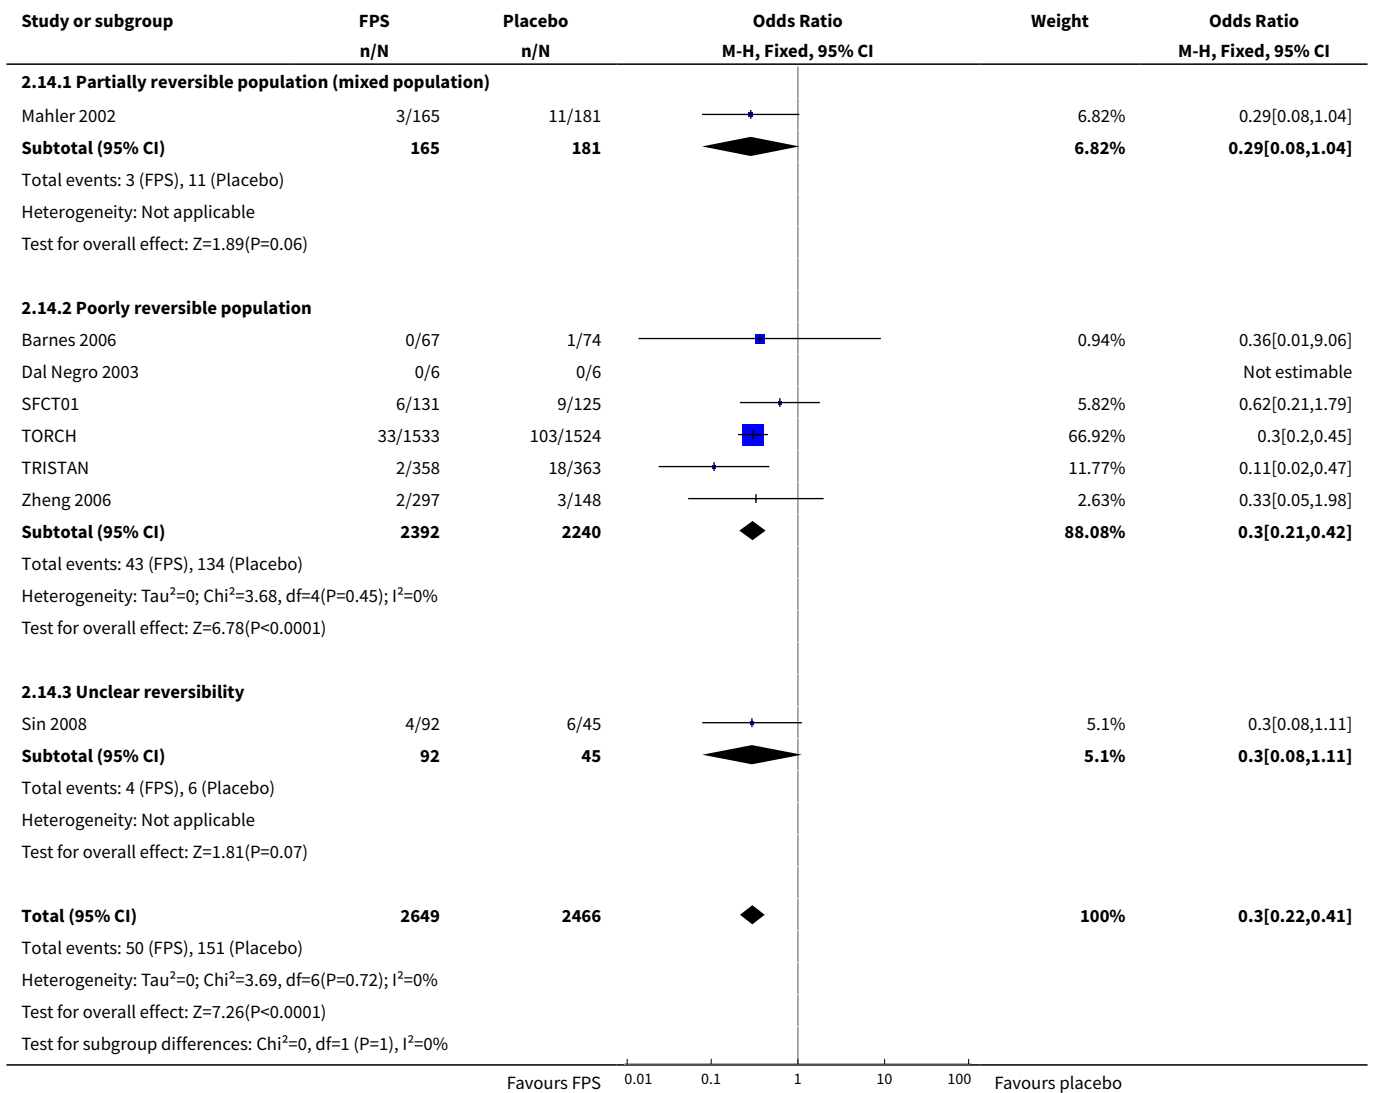 Study or subgroup FPS Placebo Odds Ratio Weight Odds Ratio
n/N n/N M-H, Fixed, 95% CI M-H, Fixed, 95% CI
2.14.1 Partially reversible population (mixed population)
Mahler 2002 3/165 11/181 6.82% 0.29[0.08,1.04]
Subtotal (95% CI) 165 181 6.82% 0.29[0.08,1.04]
Total events: 3 (FPS), 11 (Placebo)
Heterogeneity: Not applicable
Test for overall effect: Z=1.89(P=0.06)
2.14.2 Poorly reversible population
Barnes 2006 0/67 1/74 0.94% 0.36[0.01,9.06]
Dal Negro 2003 0/6 0/6 Not estimable
SFCT01 6/131 9/125 5.82% 0.62[0.21,1.79]
TORCH 33/1533 103/1524 66.92% 0.3[0.2,0.45]
TRISTAN 2/358 18/363 11.77% 0.11[0.02,0.47]
Zheng 2006 2/297 3/148 2.63% 0.33[0.05,1.98]
Subtotal (95% CI) 2392 2240 88.08% 0.3[0.21,0.42]
Total events: 43 (FPS), 134 (Placebo)
Heterogeneity: Tau²=0; Chi²=3.68, df=4(P=0.45); I²=0%
Test for overall effect: Z=6.78(P<0.0001)
2.14.3 Unclear reversibility
Sin 2008 4/92 6/45 5.1% 0.3[0.08,1.11]
Subtotal (95% CI) 92 45 5.1% 0.3[0.08,1.11]
Total events: 4 (FPS), 6 (Placebo)
Heterogeneity: Not applicable
Test for overall effect: Z=1.81(P=0.07)
Total (95% CI) 2649 2466 100% 0.3[0.22,0.41]
Total events: 50 (FPS), 151 (Placebo)
Heterogeneity: Tau²=0; Chi²=3.69, df=6(P=0.72); I²=0%
Test for overall effect: Z=7.26(P<0.0001)
Test for subgroup differences: Chi²=0, df=1 (P=1), I²=0%
Favours FPS 0.01 0.1 1 10 100 Favours placebo